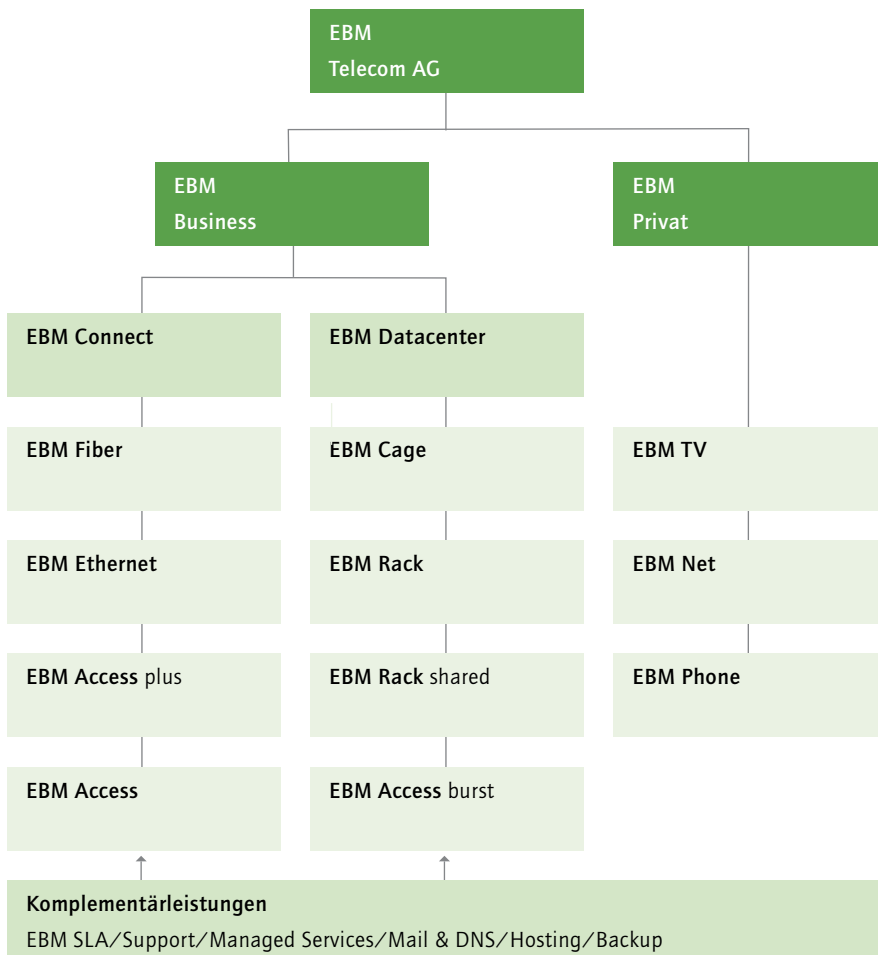 EBM
Telecom AG
EBM
Business
EBM
Privat
EBM Connect
EBM Datacenter
EBM Fiber
EBM Cage
EBM TV
EBM Ethernet
EBM Rack
EBM Net
EBM Access plus
EBM Rack shared
EBM Phone
EBM Access
EBM Access burst
Komplementärleistungen
EBM SLA/Support/Managed Services/Mail & DNS/Hosting/Backup